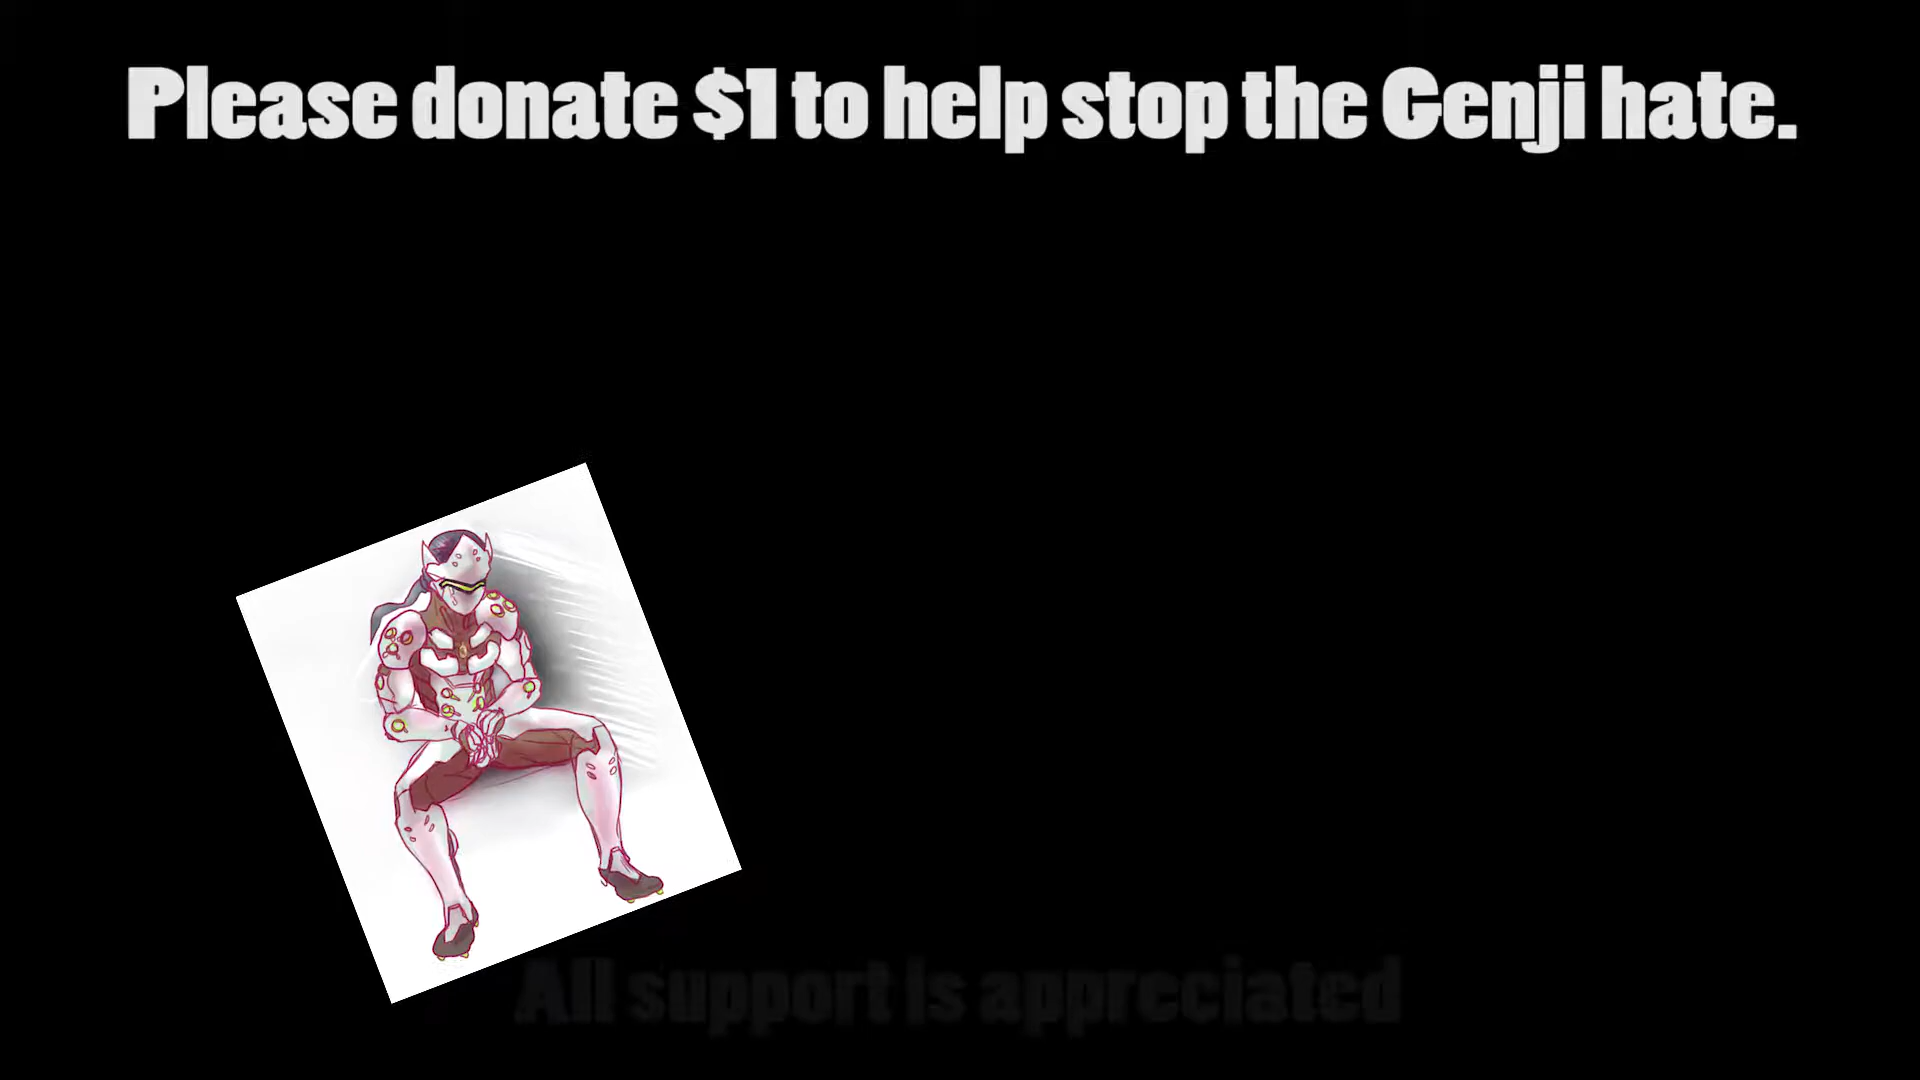 Please donate $1 to help stop the Genji hate.
All support is appreciated